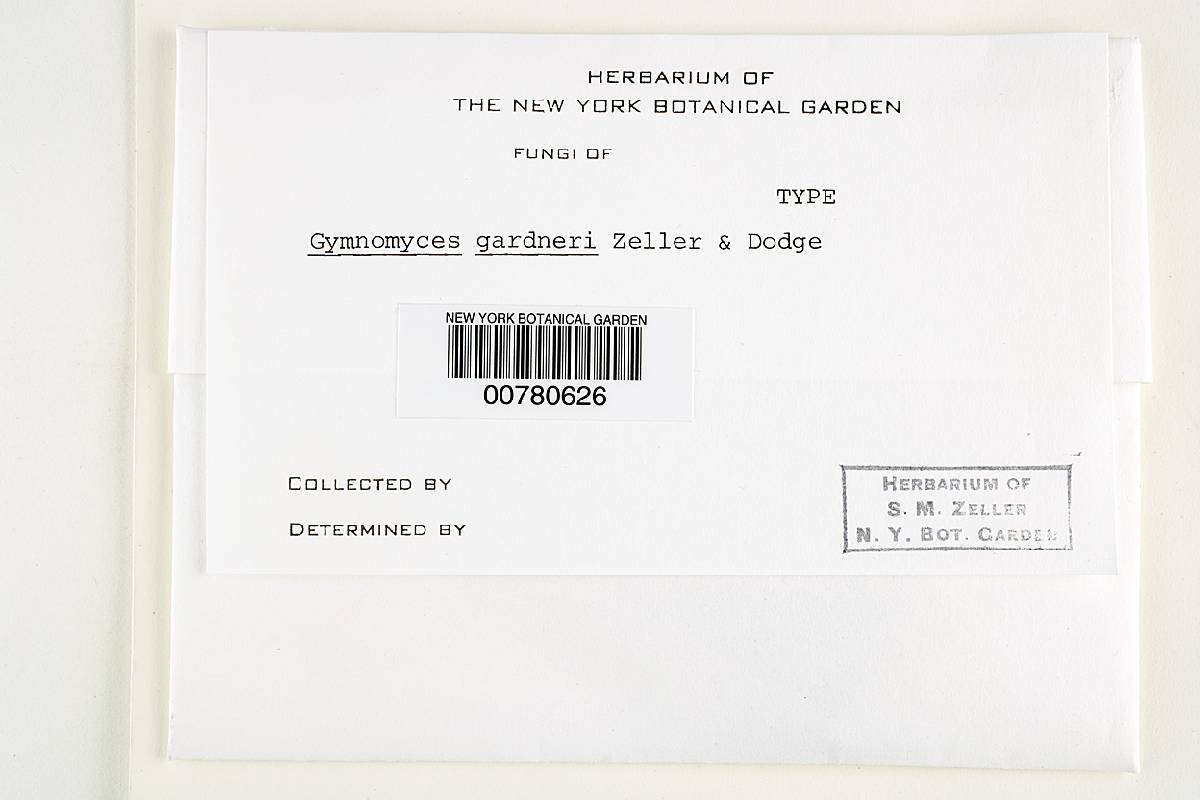 HERBARIUM OF
THE NEW YORK BOTANICAL GARDEN
FUNGI OF
TYPE
Gymnomyces gardneri Zeller & Dodge
NEW YORK BOTANICAL GARDEN
00780626
COLLECTED BY
DETERMINED BY
HERBARIUM OF
S. M. ZELLER
N. Y. BOT. GARDEN